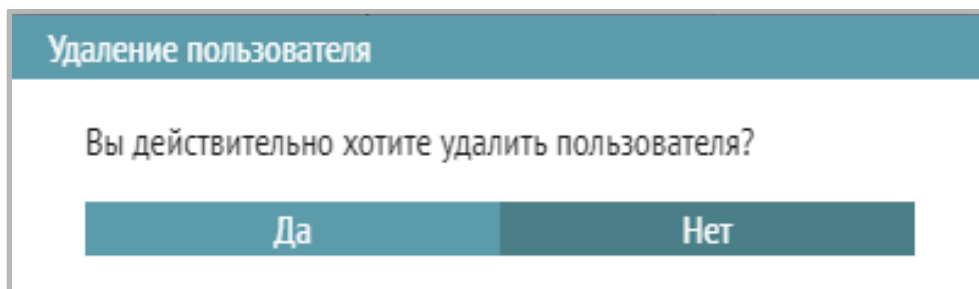 Удаление пользователя
Вы действительно хотите удалить пользователя?
Да
Нет